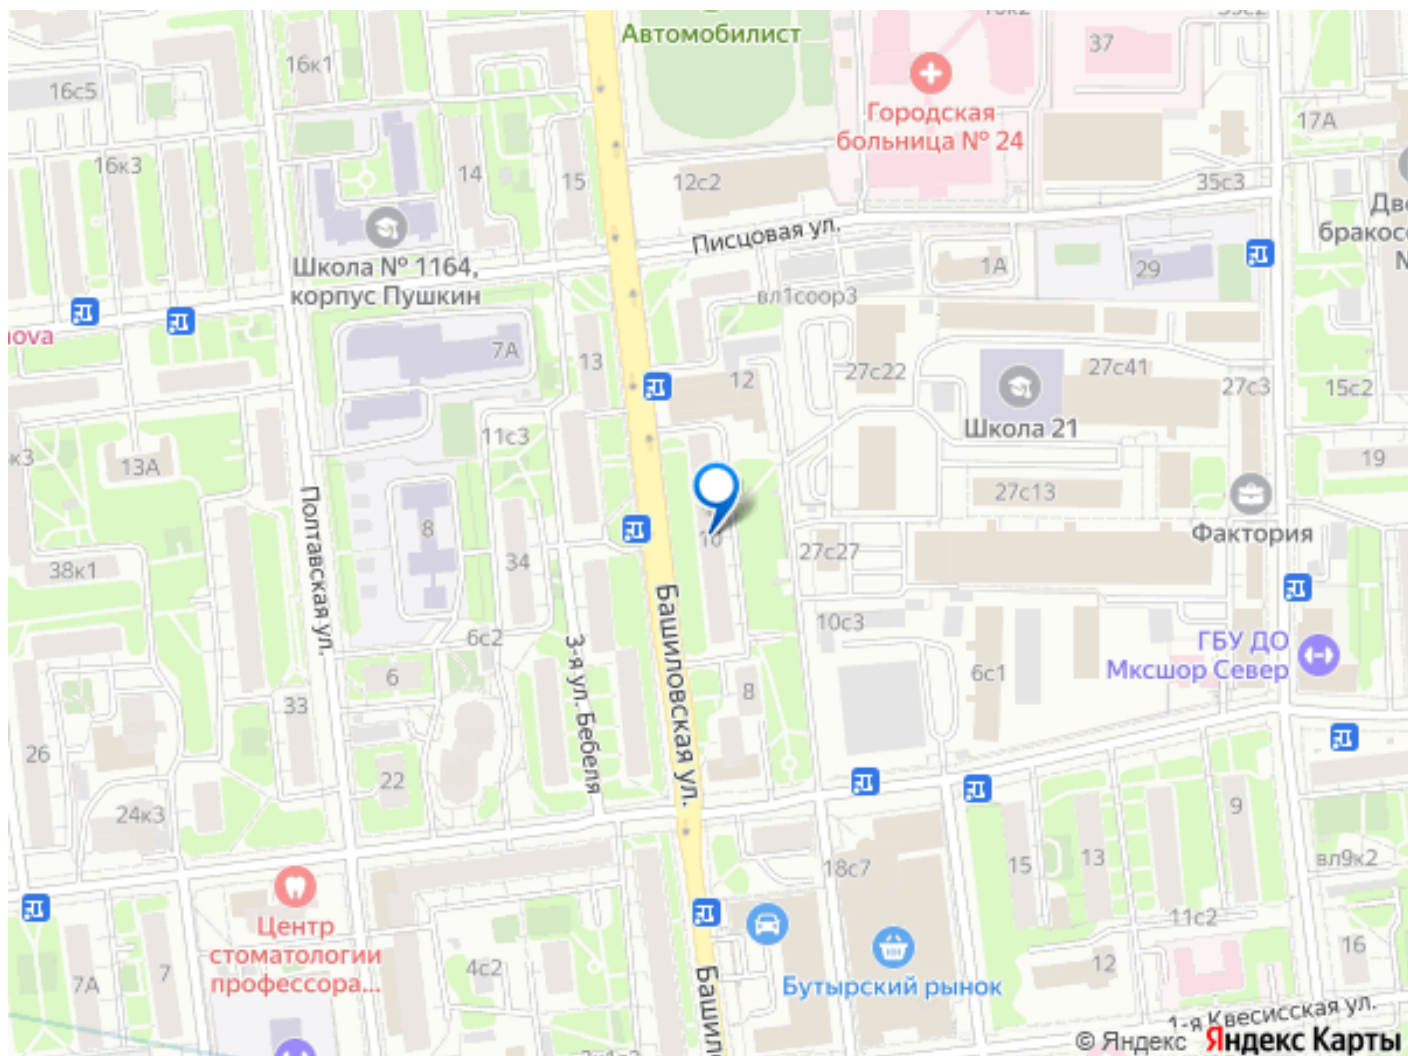 Автомобилист
37
16к1
16с5
Городская
больница № 24
17А
16к3
14
15
12с2
35с3
Писцовая ул.
Школа № 1164,
корпус Пушкин
1А
29
вл1соор3
nova
7А
13
12
27с22
27с41
27с3
15с2
Школа 21
11с3
13А
19
27с13
Фактория
Полтавская ул.
8
34
10
27с27
38к1
Башиловская ул.
3-я ул. Бебеля
10с3
6с2
ГБУ ДО
Мксшор Север
6
6с1
8
33
26
22
24к3
9
18с7
15
13
вл9к2
Центр
стоматологии
профессора...
11с2
16
12
4с2
7А
7
Бутырский рынок
1-я Квесисская ул.
© Яндекс Яндекс Карты